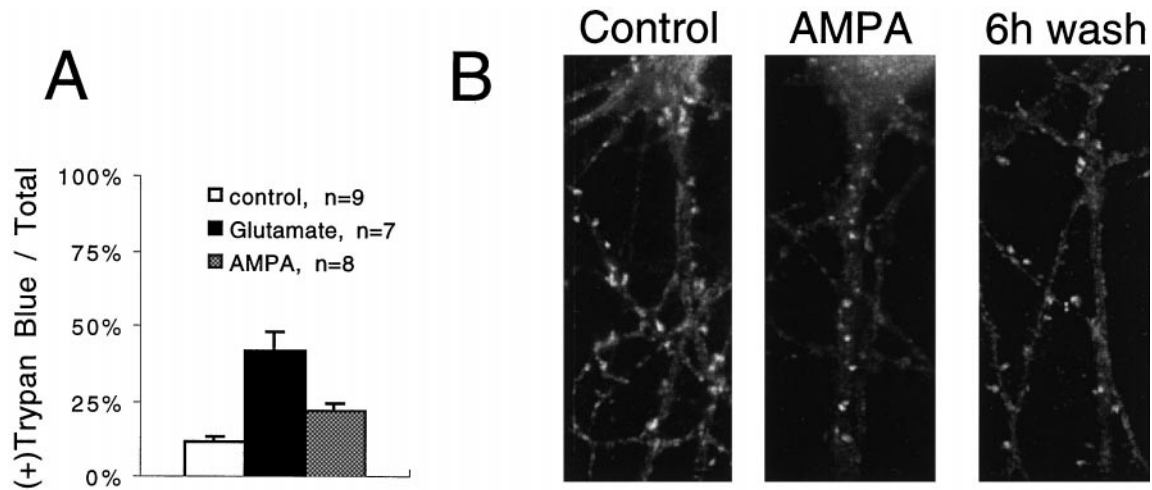 A
(+)Trypan Blue / Total
100%
75%
50%
25%
0%
control, n=9
Glutamate, n=7
AMPA, n=8
B
Control
AMPA
6h wash